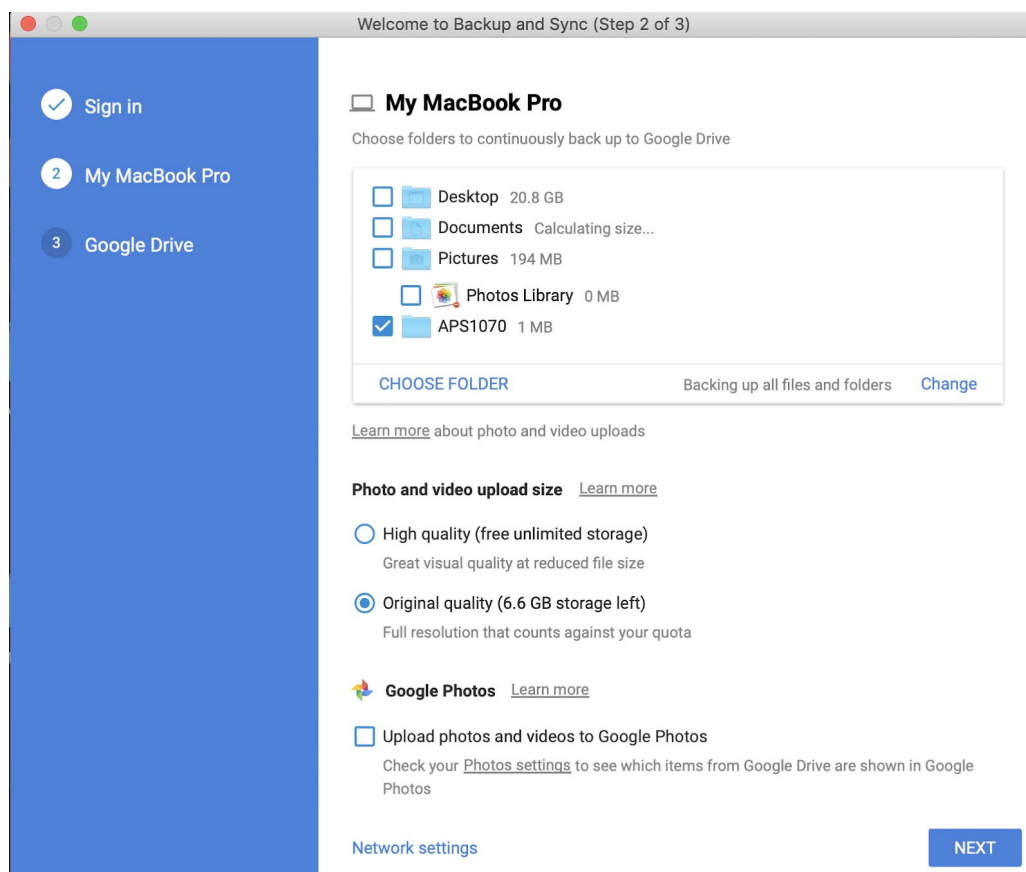 Welcome to Backup and Sync (Step 2 of 3)
Sign in
2 My MacBook Pro
3 Google Drive
My MacBook Pro
Choose folders to continuously back up to Google Drive
Desktop 20.8 GB
Documents Calculating size...
Pictures 194 MB
Photos Library 0 MB
APS1070 1 MB
CHOOSE FOLDER Backing up all files and folders Change
Learn more about photo and video uploads
Photo and video upload size Learn more
High quality (free unlimited storage)
Great visual quality at reduced file size
Original quality (6.6 GB storage left)
Full resolution that counts against your quota
Google Photos Learn more
Upload photos and videos to Google Photos
Check your Photos settings to see which items from Google Drive are shown in Google
Photos
Network settings NEXT